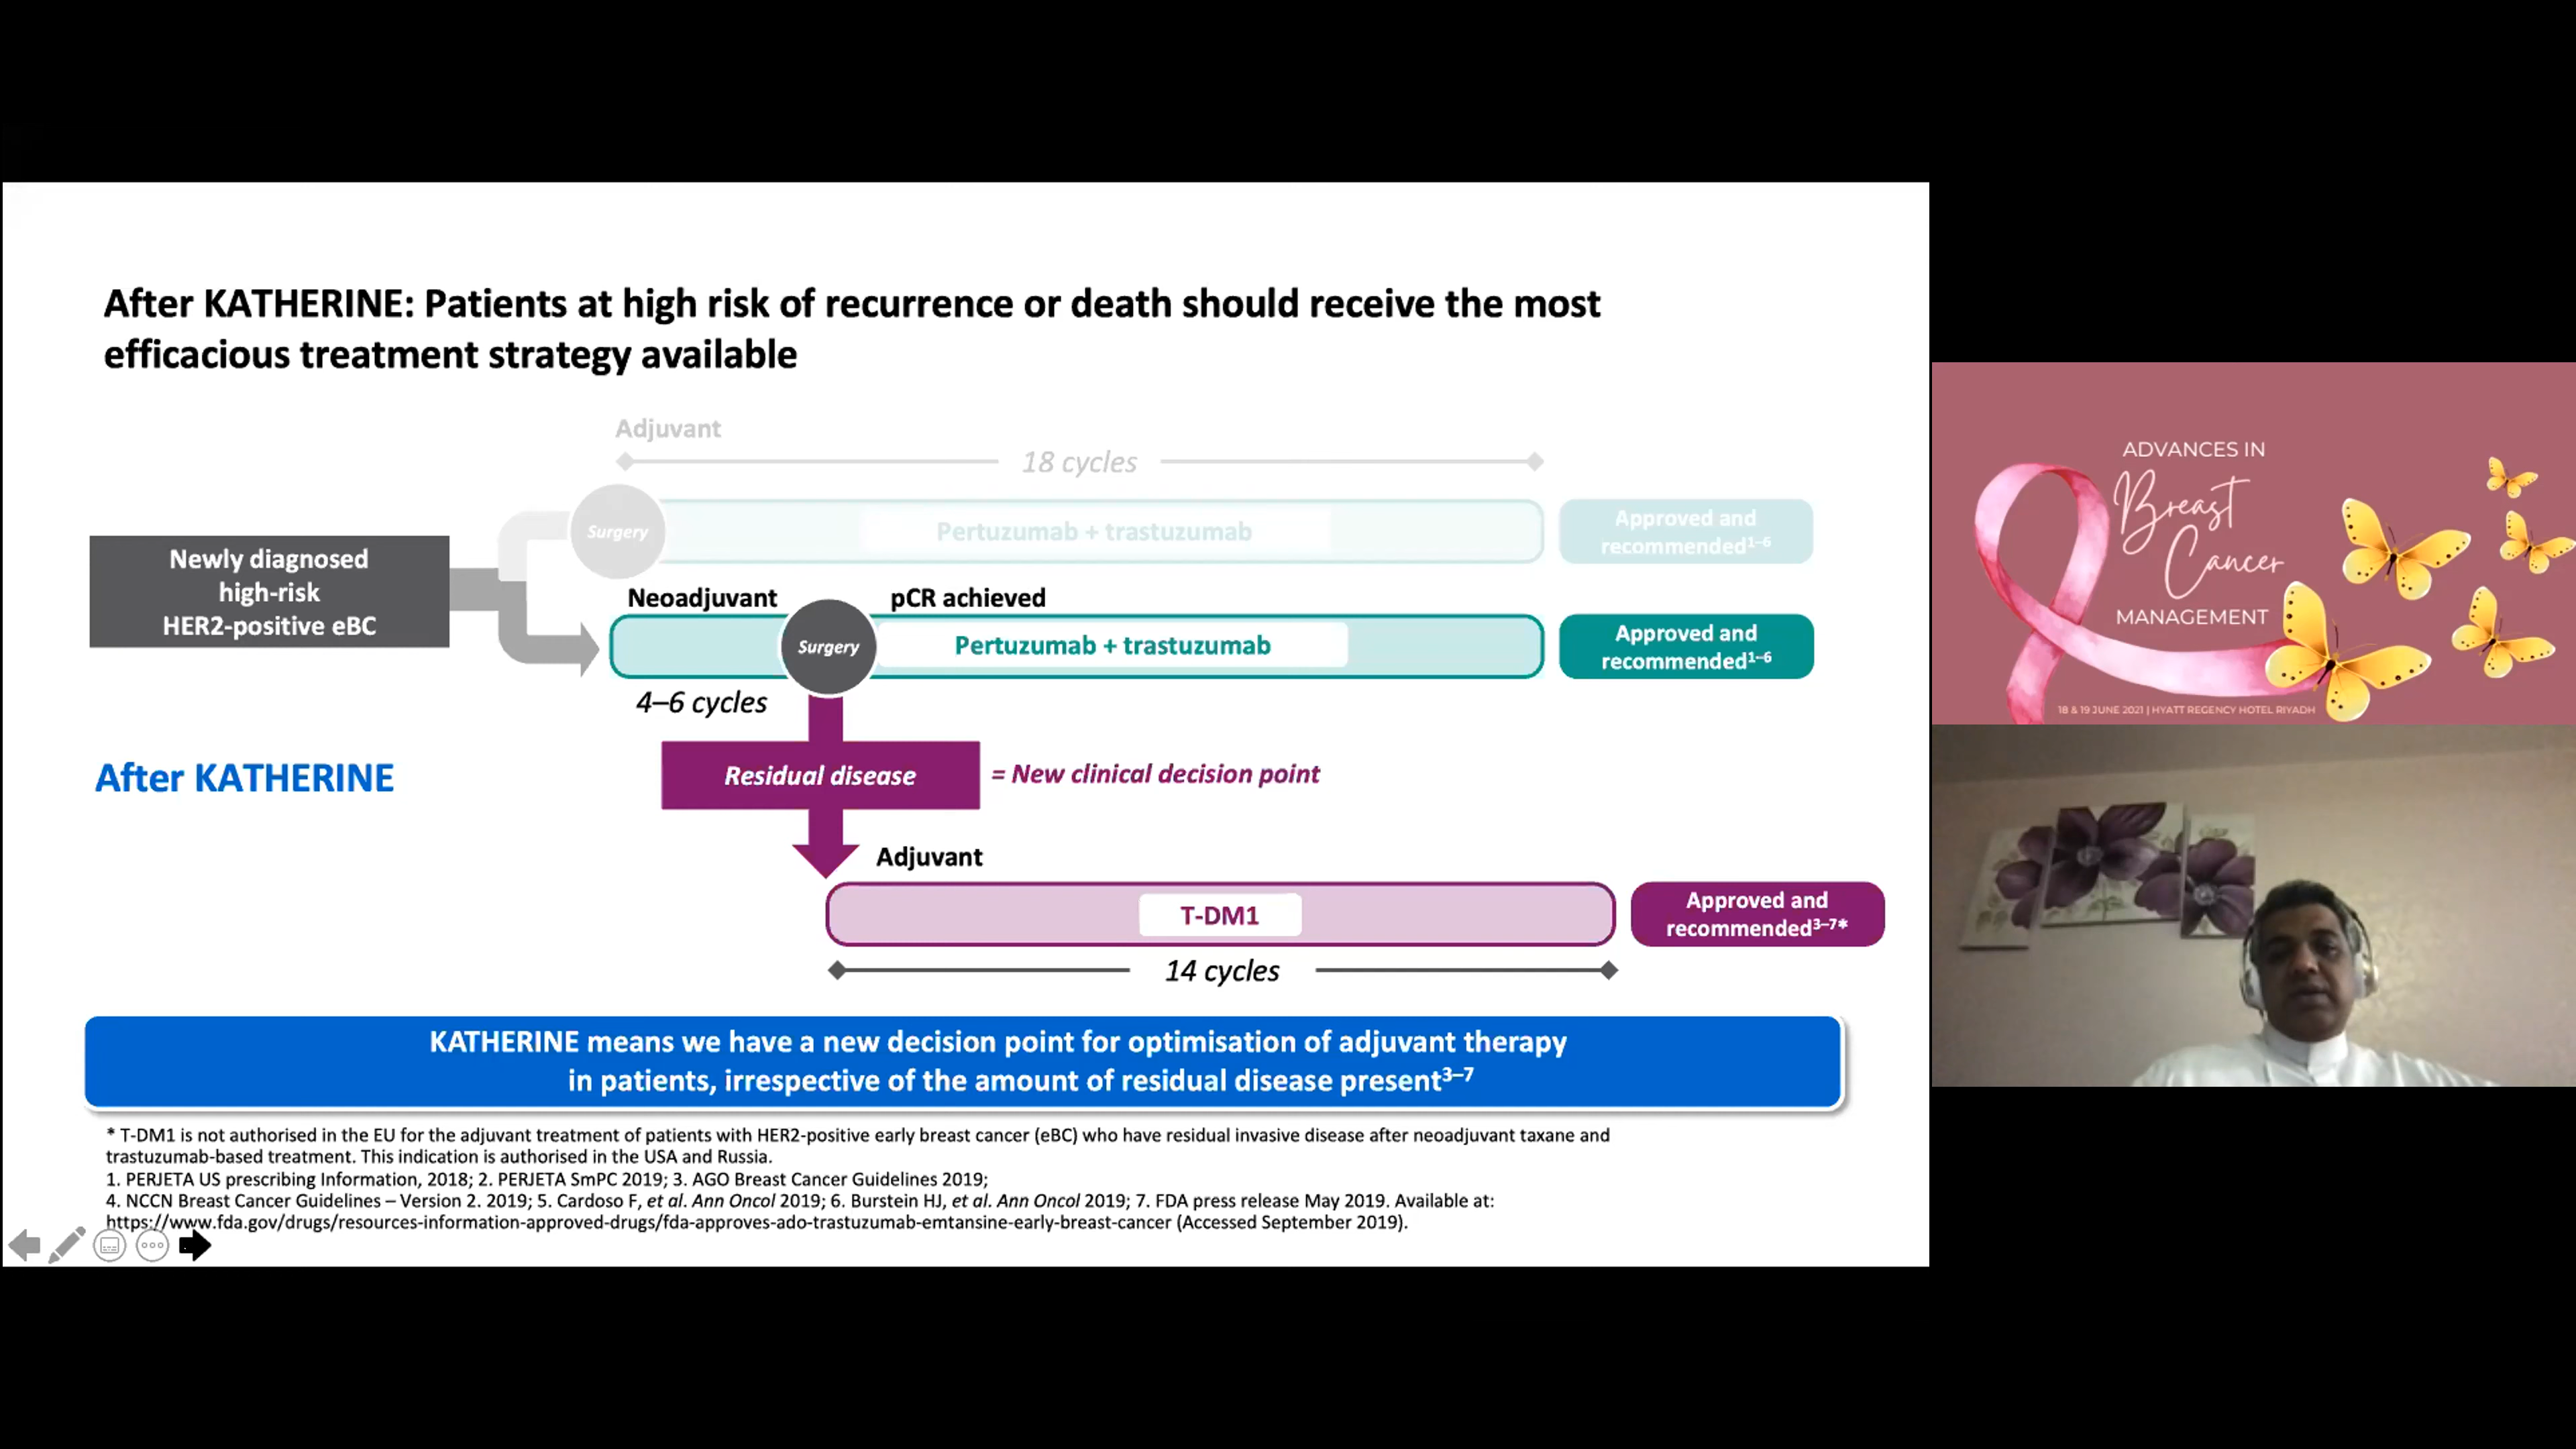 After KATHERINE: Patients at high risk of recurrence or death should receive the most
efficacious treatment strategy available
Adjuvant
18 cycles
Surgery
Pertuzumab + trastuzumab
Approved and
recommended¹⁻⁶
Newly diagnosed
high-risk
HER2-positive eBC
Neoadjuvant
pCR achieved
Surgery
Pertuzumab + trastuzumab
Approved and
recommended¹⁻⁶
4–6 cycles
After KATHERINE
Residual disease
= New clinical decision point
Adjuvant
T-DM1
Approved and
recommended³⁻⁷*
14 cycles
KATHERINE means we have a new decision point for optimisation of adjuvant therapy
in patients, irrespective of the amount of residual disease present³⁻⁷
* T-DM1 is not authorised in the EU for the adjuvant treatment of patients with HER2-positive early breast cancer (eBC) who have residual invasive disease after neoadjuvant taxane and
trastuzumab-based treatment. This indication is authorised in the USA and Russia.
1. PERJETA US prescribing Information, 2018; 2. PERJETA SmPC 2019; 3. AGO Breast Cancer Guidelines 2019;
4. NCCN Breast Cancer Guidelines – Version 2. 2019; 5. Cardoso F, et al. Ann Oncol 2019; 6. Burstein HJ, et al. Ann Oncol 2019; 7. FDA press release May 2019. Available at:
https://www.fda.gov/drugs/resources-information-approved-drugs/fda-approves-ado-trastuzumab-emtansine-early-breast-cancer (Accessed September 2019).
ADVANCES IN
Breast
Cancer
MANAGEMENT
18 & 19 JUNE 2021 | HYATT REGENCY HOTEL RIYADH